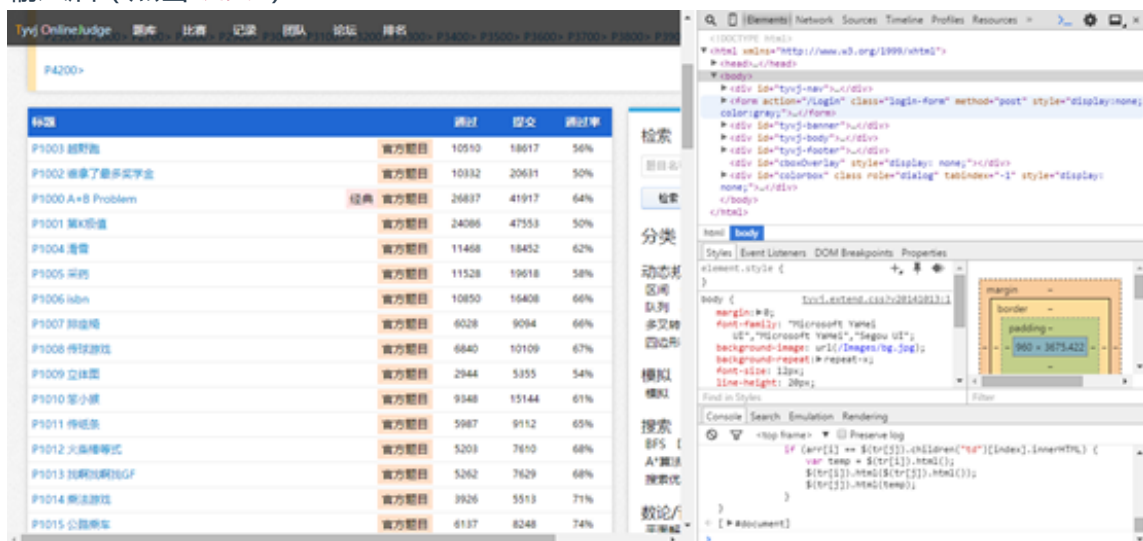 Tyvj OnlineJudge 题库 比赛 记录 团队 论坛 排名
P4200>
标题 通过 提交 通过率
P1003 越野跑 官方题目 10510 18617 56%
P1002 谁拿了最多奖学金 官方题目 10332 20631 50%
P1000 A+B Problem 经典 官方题目 26837 41917 64%
P1001 第K极值 官方题目 24086 47553 50%
P1004 滑雪 官方题目 11468 18452 62%
P1005 采药 官方题目 11528 19618 58%
P1006 isbn 官方题目 10850 16408 66%
P1007 排座椅 官方题目 6028 9094 66%
P1008 传球游戏 官方题目 6840 10109 67%
P1009 立体图 官方题目 2944 5355 54%
P1010 笨小猴 官方题目 9348 15144 61%
P1011 传纸条 官方题目 5987 9112 65%
P1012 火柴棒等式 官方题目 5203 7610 68%
P1013 找啊找啊找GF 官方题目 5262 7629 68%
P1014 乘法游戏 官方题目 3926 5513 71%
P1015 公路乘车 官方题目 6137 8248 74%
检索
检索
分类
区间
队列
模拟
模拟
搜索
BFS
Elements Network Sources Timeline Profiles Resources »
<!DOCTYPE html>
<html xmlns="http://www.w3.org/1999/xhtml">
<head>…</head>
<body>
<div id="tyvj-nav">…</div>
<form action="/Login" class="login-form" method="post" style="display:none;
color:gray;">…</form>
<div id="tyvj-banner">…</div>
<div id="tyvj-body">…</div>
<div id="tyvj-footer">…</div>
<div id="cboxOverlay" style="display: none;"></div>
<div id="colorbox" class role="dialog" tabindex="-1" style="display:
none;">…</div>
</body>
</html>
html body
Styles Event Listeners DOM Breakpoints Properties
element.style {
}
body { tyvj.extend.css?v20141013:1
margin:▶0;
font-family: "Microsoft YaHei
UI","Microsoft YaHei","Segou UI";
background-image: url(/Images/bg.jpg);
background-repeat:▶repeat-x;
font-size: 12px;
line-height: 20px;
margin -
border -
padding -
960 × 3675.422
Find in Styles Filter
Console Search Emulation Rendering
<top frame> ▼ Preserve log
if (arr[i] == $(tr[j]).children("td")[index].innerHTML) {
var temp = $(tr[i]).html();
$(tr[i]).html($(tr[j]).html());
$(tr[j]).html(temp);
}
}
[ ▶#document]